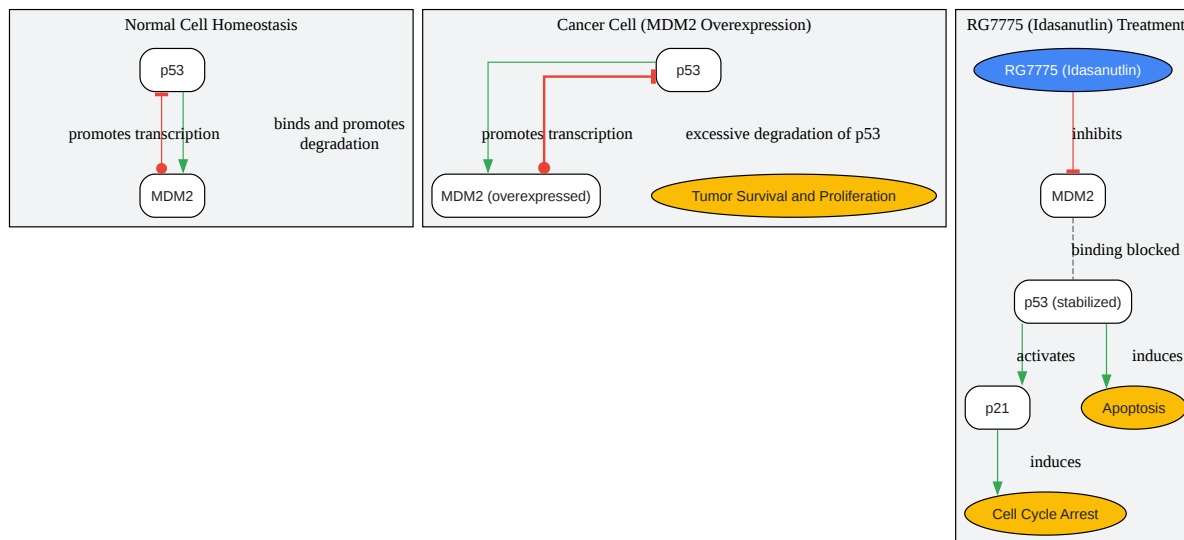 Normal Cell Homeostasis
p53
promotes transcription
binds and promotes
degradation
MDM2
Cancer Cell (MDM2 Overexpression)
p53
promotes transcription
excessive degradation of p53
MDM2 (overexpressed)
Tumor Survival and Proliferation
RG7775 (Idasanutlin) Treatment
RG7775 (Idasanutlin)
inhibits
MDM2
binding blocked
p53 (stabilized)
activates
induces
p21
Apoptosis
induces
Cell Cycle Arrest